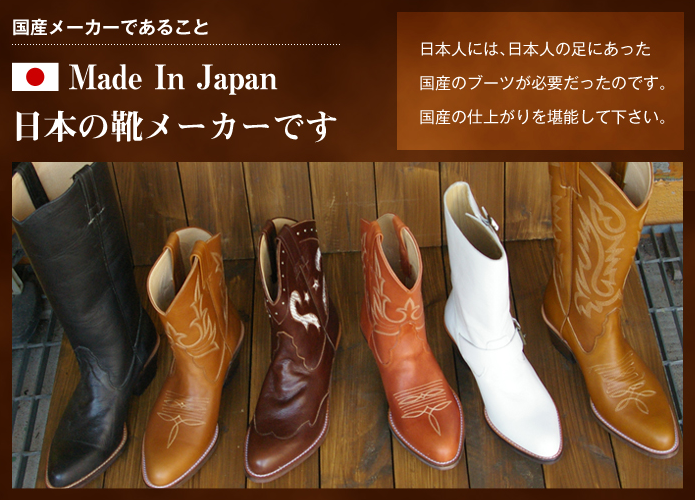 国産メーカーであること
Made In Japan
日本の靴メーカーです
日本人には、日本人の足にあった
国産のブーツが必要だったのです。
国産の仕上がりを堪能して下さい。